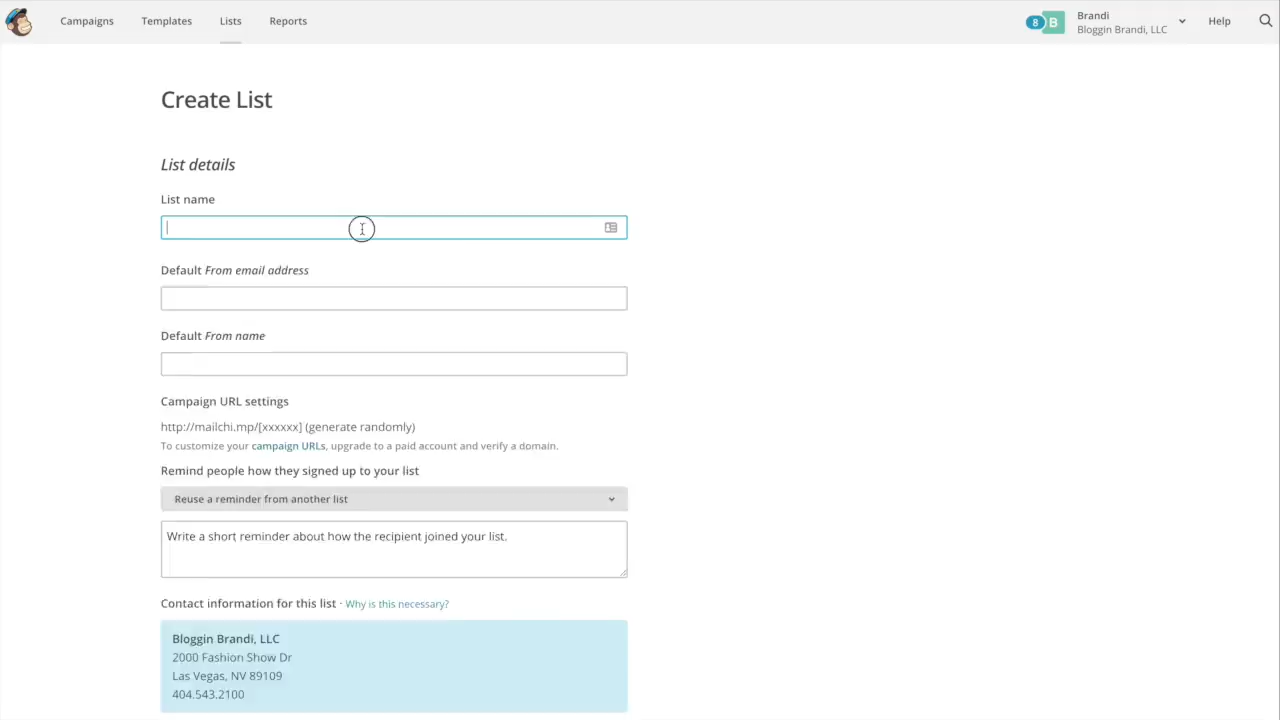 Campaigns Templates Lists Reports
8 B Brandi Help
Bloggin Brandi, LLC
Create List
List details
List name
Default From email address
Default From name
Campaign URL settings
http://mailchi.mp/[xxxxxx] (generate randomly)
To customize your campaign URLs, upgrade to a paid account and verify a domain.
Remind people how they signed up to your list
Reuse a reminder from another list
Write a short reminder about how the recipient joined your list.
Contact information for this list · Why is this necessary?
Bloggin Brandi, LLC
2000 Fashion Show Dr
Las Vegas, NV 89109
404.543.2100